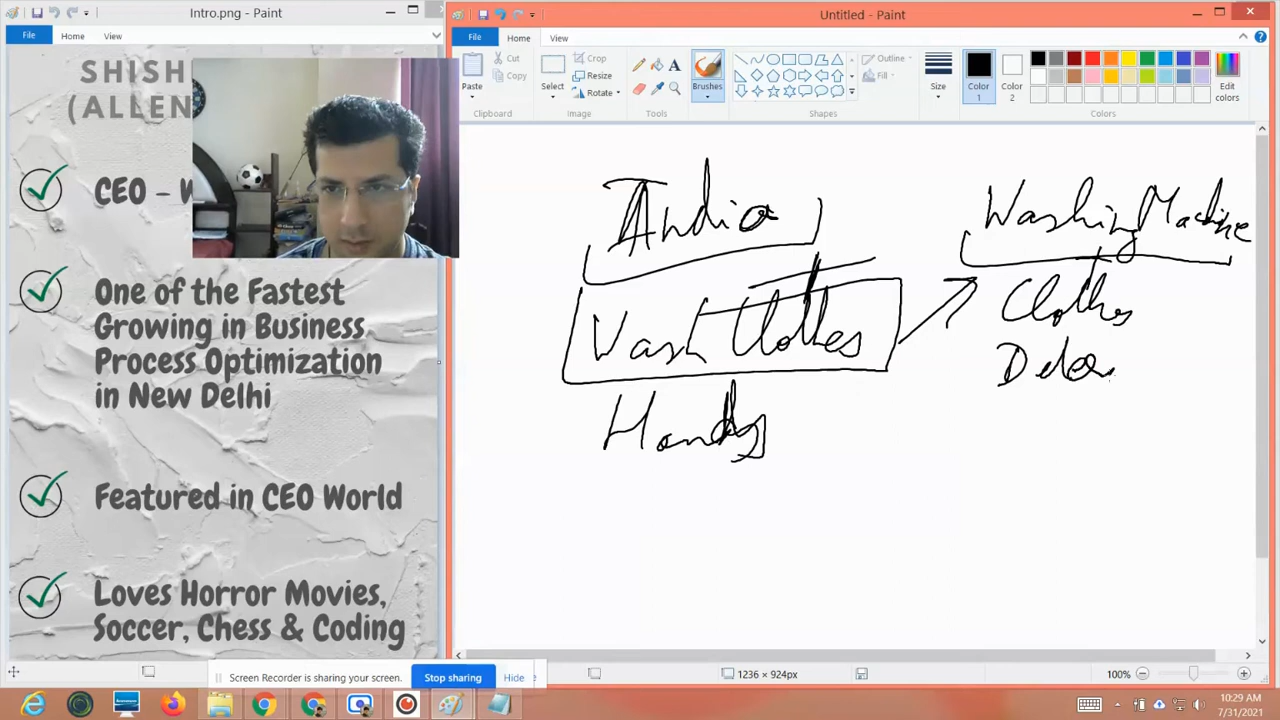 Intro.png - Paint
File
Home
View
SHISH
(ALLEN
CEO – W
One of the Fastest
Growing in Business
Process Optimization
in New Delhi
Featured in CEO World
Loves Horror Movies,
Soccer, Chess & Coding
Untitled - Paint
File
Home
View
Paste
Cut
Copy
Clipboard
Select
Crop
Resize
Rotate
Image
A
Tools
Brushes
Outline
Fill
Shapes
Size
Color
1
Color
2
Edit
colors
Colors
India
Wash Clothes
Washing Machine
Clothes
1236 × 924px
100%
Screen Recorder is sharing your screen.
Stop sharing
Hide
10:29 AM
7/31/2021